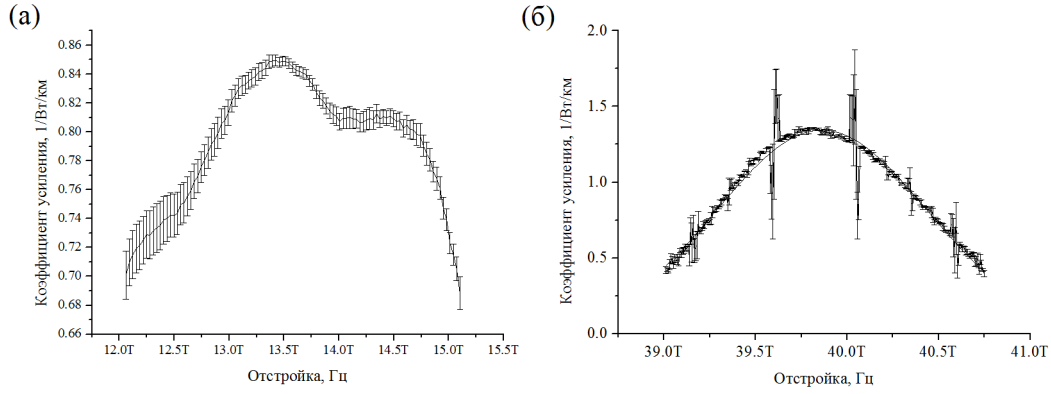 (а)
(б)
0.86
0.84
0.82
0.80
0.78
0.76
0.74
0.72
0.70
0.68
0.66
Коэффициент усиления, 1/Вт/км
12.0T
12.5T
13.0T
13.5T
14.0T
14.5T
15.0T
15.5T
Отстройка, Гц
2.0
1.5
1.0
0.5
0.0
Коэффициент усиления, 1/Вт/км
39.0T
39.5T
40.0T
40.5T
41.0T
Отстройка, Гц